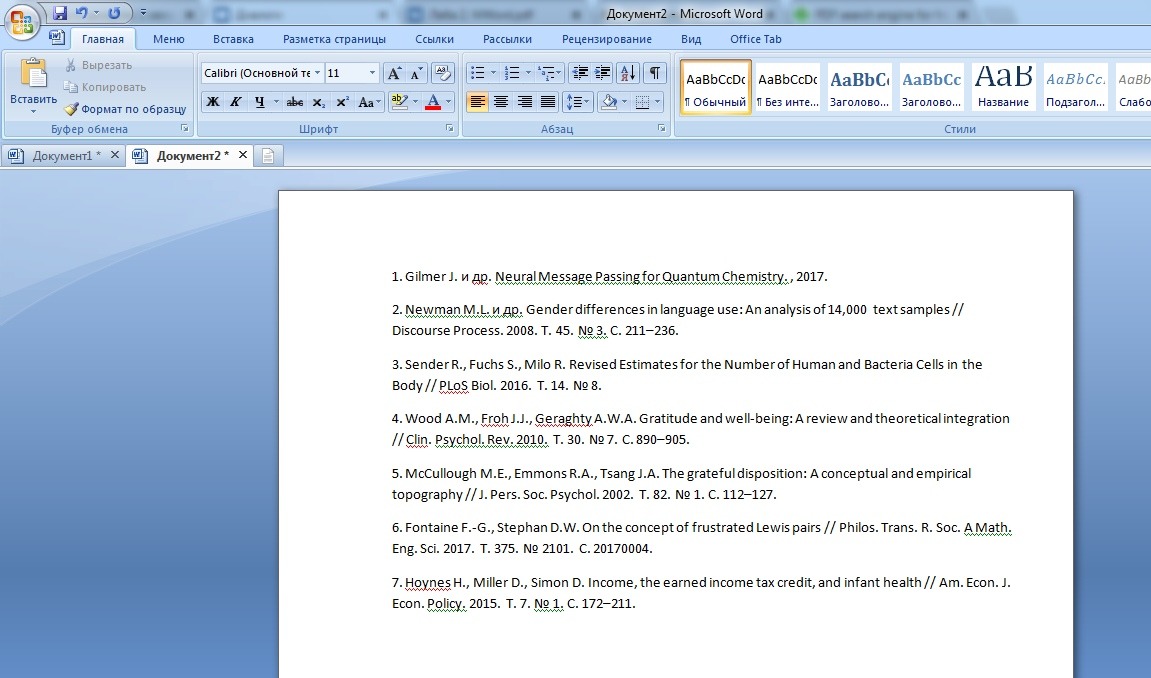 Документ2 - Microsoft Word
Главная Меню Вставка Разметка страницы Ссылки Рассылки Рецензирование Вид Office Tab
Вставить
Вырезать
Копировать
Формат по образцу
Буфер обмена
Calibri (Основной те 11
Ж К Ч abc x₂ x² Aa
Шрифт
Абзац
AaBbCcDc AaBbCcDc AaBbC AaBbCc AaB AaBbCc. AaBb
¶ Обычный ¶ Без инте... Заголово... Заголово... Название Подзагол... Слабо
Стили
Документ1 * Документ2 *
1. Gilmer J. и др. Neural Message Passing for Quantum Chemistry. , 2017.
2. Newman M.L. и др. Gender differences in language use: An analysis of 14,000 text samples //
Discourse Process. 2008. Т. 45. № 3. С. 211–236.
3. Sender R., Fuchs S., Milo R. Revised Estimates for the Number of Human and Bacteria Cells in the
Body // PLoS Biol. 2016. Т. 14. № 8.
4. Wood A.M., Froh J.J., Geraghty A.W.A. Gratitude and well-being: A review and theoretical integration
// Clin. Psychol. Rev. 2010. Т. 30. № 7. С. 890–905.
5. McCullough M.E., Emmons R.A., Tsang J.A. The grateful disposition: A conceptual and empirical
topography // J. Pers. Soc. Psychol. 2002. Т. 82. № 1. С. 112–127.
6. Fontaine F.-G., Stephan D.W. On the concept of frustrated Lewis pairs // Philos. Trans. R. Soc. A Math.
Eng. Sci. 2017. Т. 375. № 2101. С. 20170004.
7. Hoynes H., Miller D., Simon D. Income, the earned income tax credit, and infant health // Am. Econ. J.
Econ. Policy. 2015. Т. 7. № 1. С. 172–211.